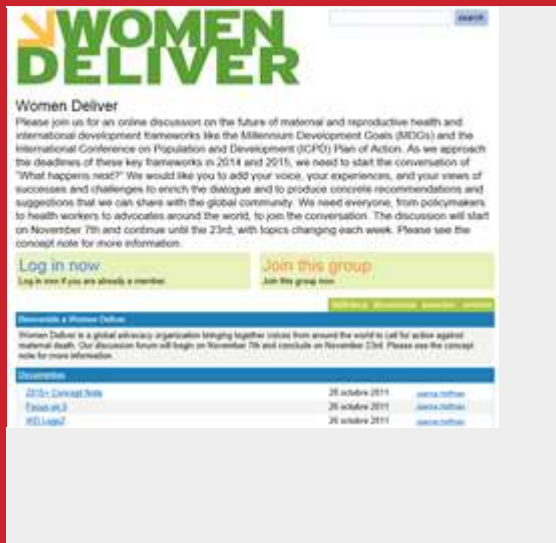 WOMEN
DELIVER
search
Women Deliver
Please join us for an online discussion on the future of maternal and reproductive health and
international development frameworks like the Millennium Development Goals (MDGs) and the
International Conference on Population and Development (ICPD) Plan of Action. As we approach
the deadlines of these key frameworks in 2014 and 2015, we need to start the conversation of
"What happens next?" We would like you to add your voice, your experiences, and your views of
successes and challenges to enrich the dialogue and to produce concrete recommendations and
suggestions that we can share with the global community. We need everyone, from policymakers
to health workers to advocates around the world, to join the conversation. The discussion will start
on November 7th and continue until the 23rd, with topics changing each week. Please see the
concept note for more information.
Log in now
Join this group
Log in now if you are already a member.
Join this group now.
Bienvenido a Women Deliver
Women Deliver is a global advocacy organization bringing together voices from around the world to call for action against
maternal death. Our discussion forum will begin on November 7th and conclude on November 23rd. Please see the concept
note for more information.
2015+ Concept Note 26 octubre 2011
Focus on 5 26 octubre 2011
WD Logo2 26 octubre 2011